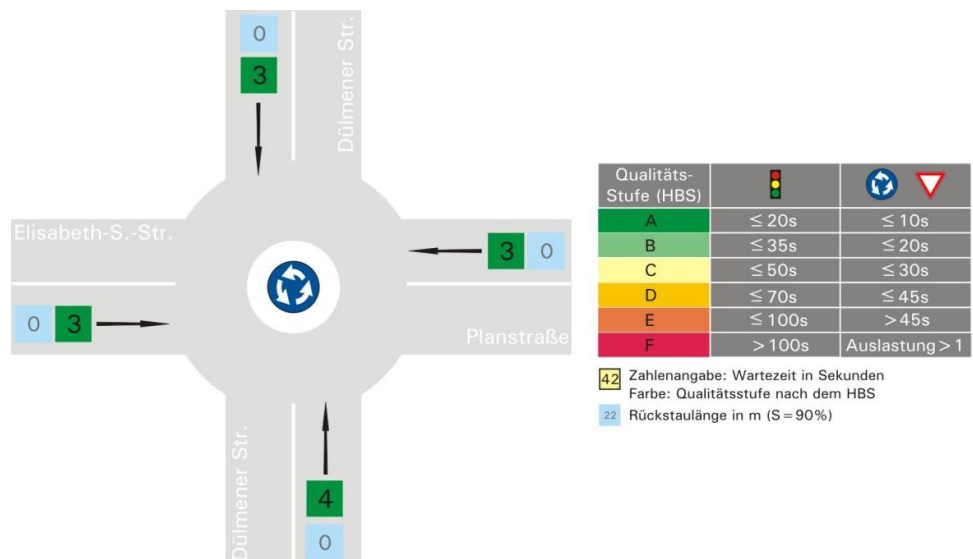 0
3
Dülmener Str.
Elisabeth-S.-Str.
3 0
0 3
Planstraße
Dülmener Str.
4
0
Qualitäts-
Stufe (HBS)
A ≤ 20s ≤ 10s
B ≤ 35s ≤ 20s
C ≤ 50s ≤ 30s
D ≤ 70s ≤ 45s
E ≤ 100s > 45s
F > 100s Auslastung > 1
42 Zahlenangabe: Wartezeit in Sekunden
Farbe: Qualitätsstufe nach dem HBS
22 Rückstaulänge in m (S = 90%)